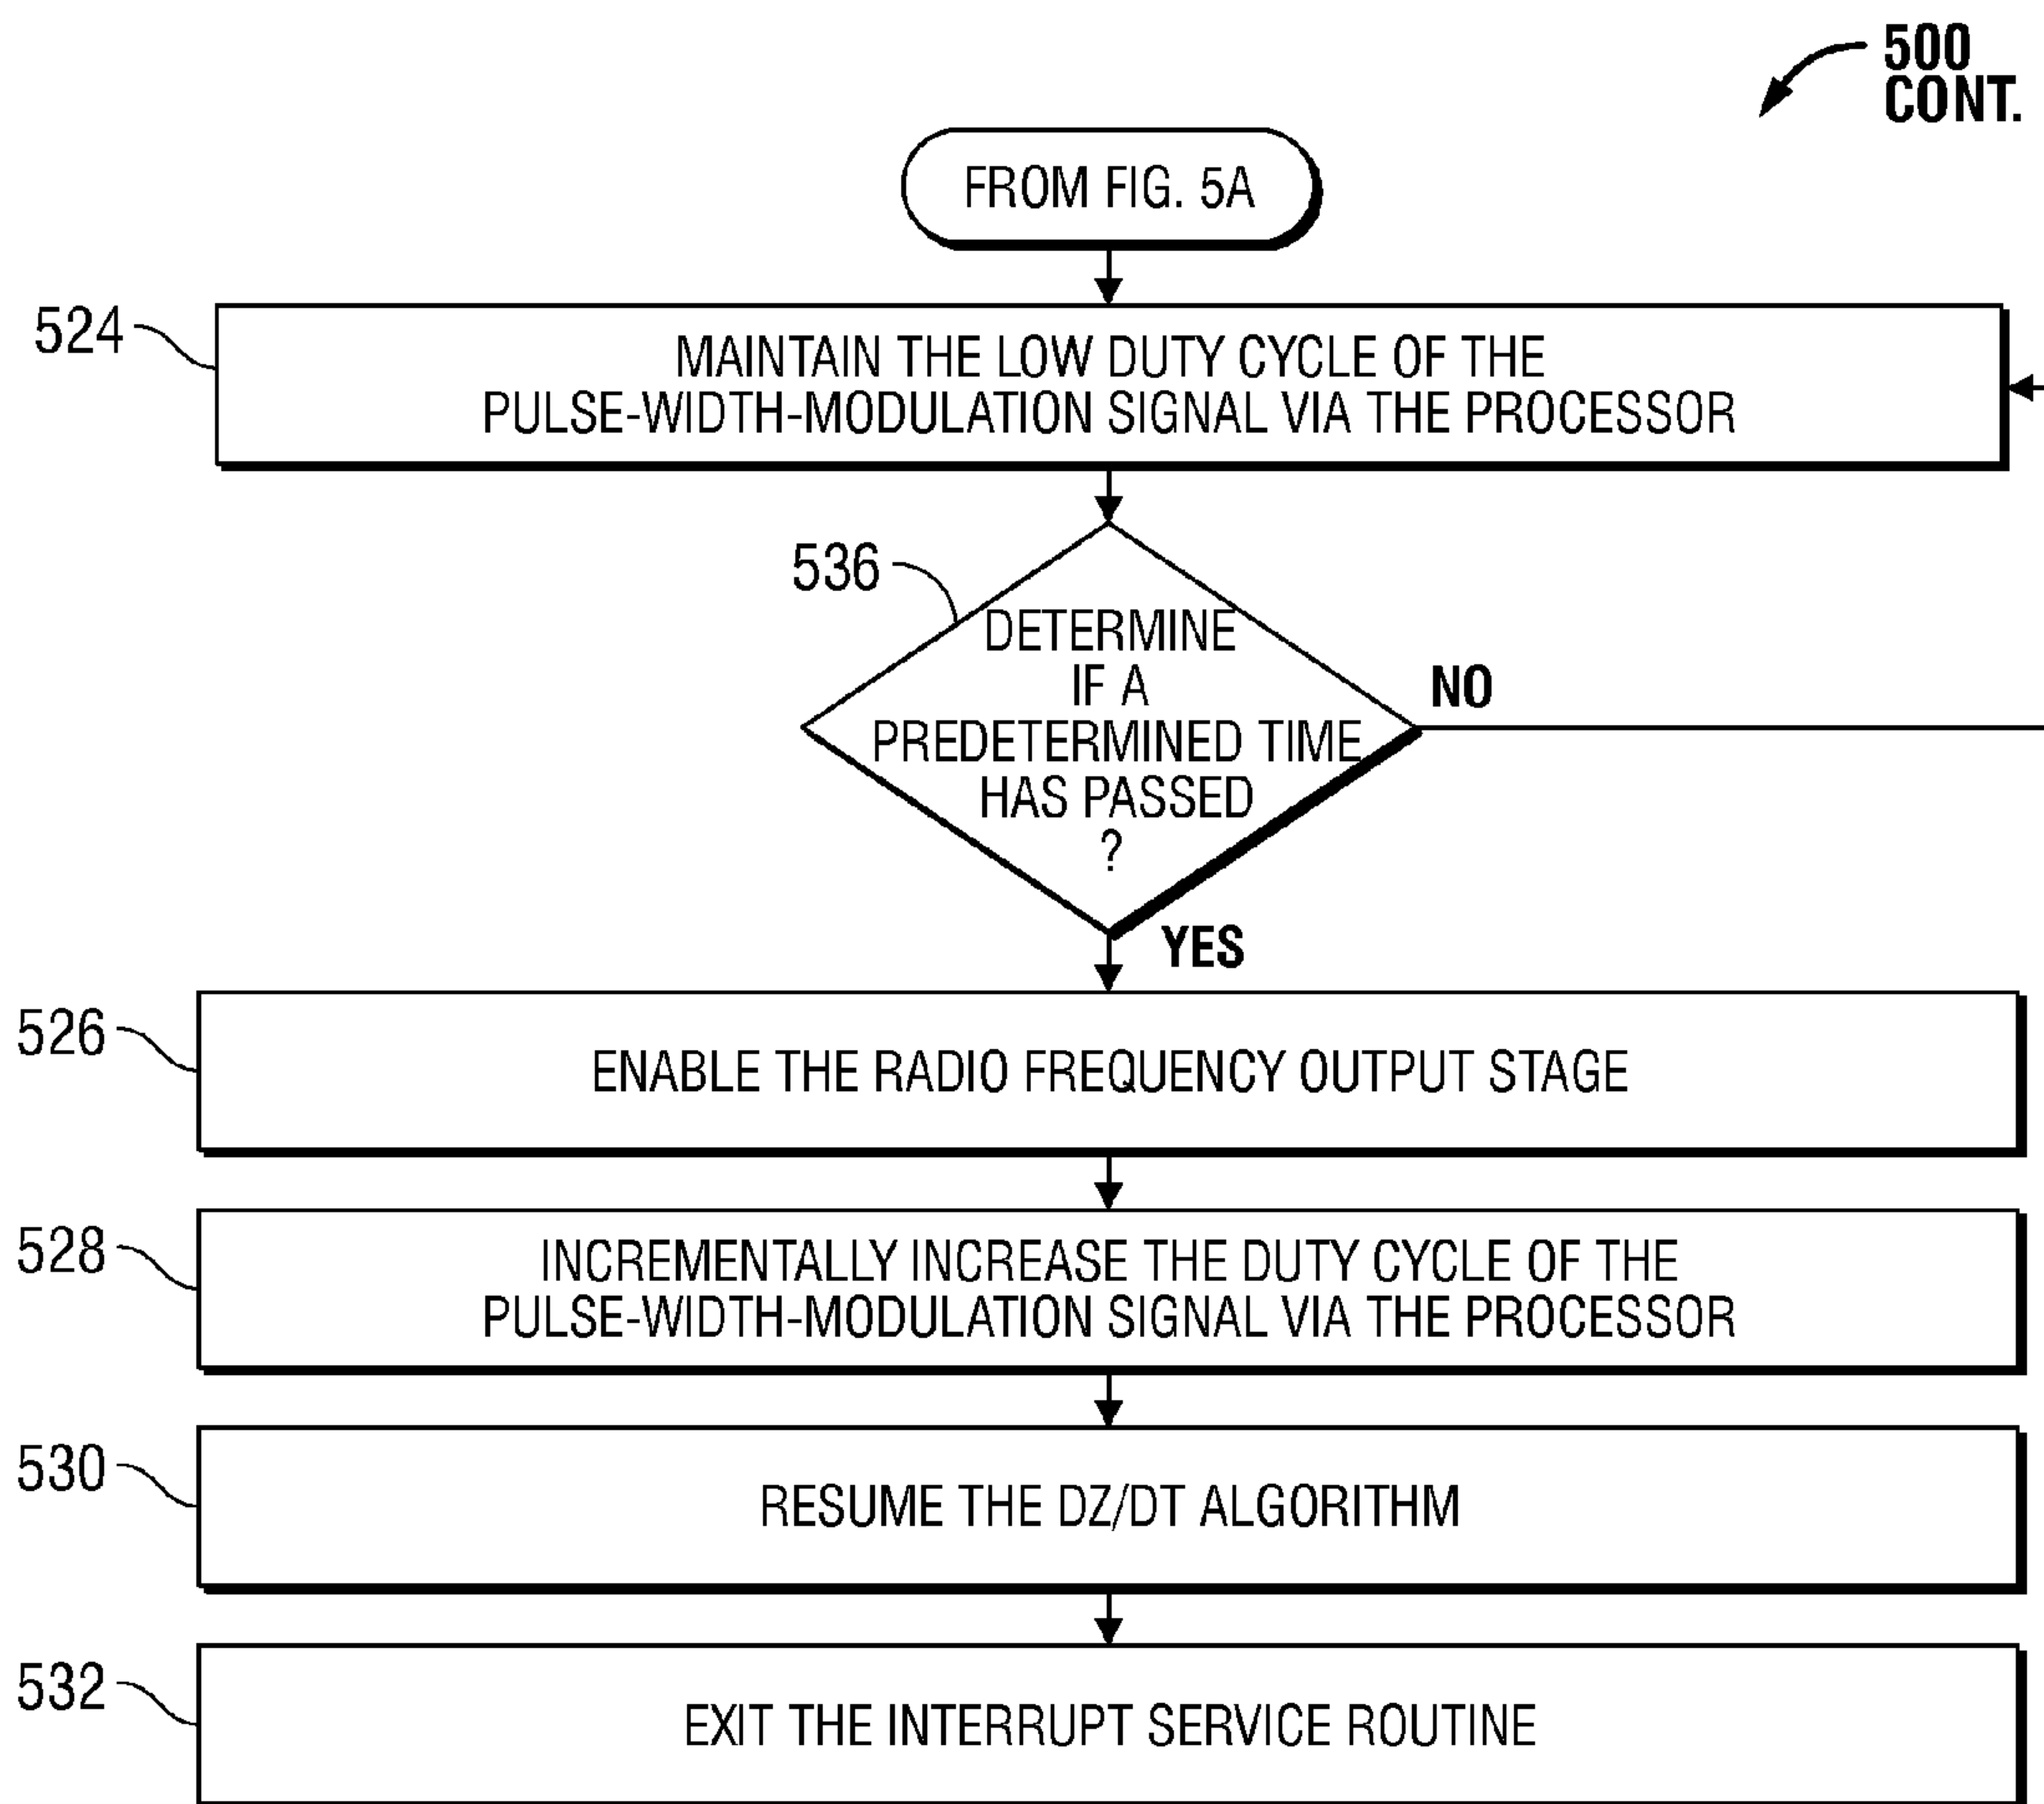 500
CONT.
FROM FIG. 5A
524
MAINTAIN THE LOW DUTY CYCLE OF THE
PULSE-WIDTH-MODULATION SIGNAL VIA THE PROCESSOR
536
DETERMINE
IF A
PREDETERMINED TIME
HAS PASSED
?
NO
YES
526
ENABLE THE RADIO FREQUENCY OUTPUT STAGE
528
INCREMENTALLY INCREASE THE DUTY CYCLE OF THE
PULSE-WIDTH-MODULATION SIGNAL VIA THE PROCESSOR
530
RESUME THE DZ/DT ALGORITHM
532
EXIT THE INTERRUPT SERVICE ROUTINE